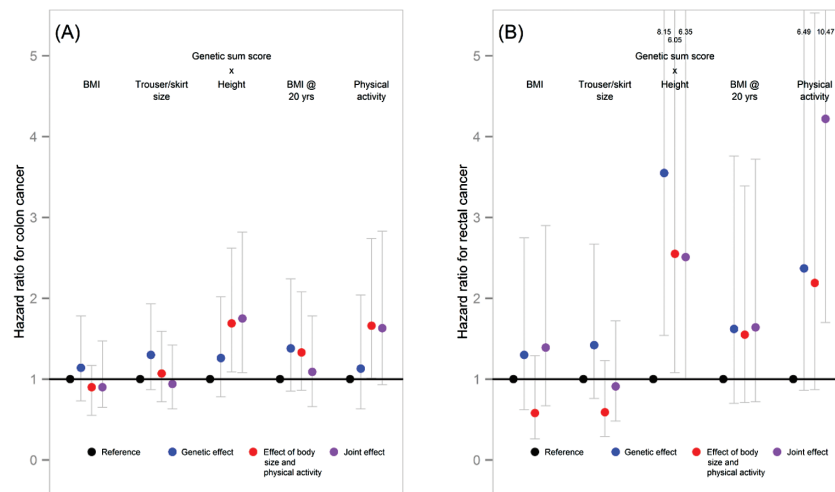 (A)
Genetic sum score
x
BMI
Trouser/skirt
size
Height
BMI @
20 yrs
Physical
activity
Hazard ratio for colon cancer
5
4
3
2
1
0
Reference
Genetic effect
Effect of body
size and
physical activity
Joint effect
(B)
8.15
6.05
6.35
6.49
10.47
Genetic sum score
x
BMI
Trouser/skirt
size
Height
BMI @
20 yrs
Physical
activity
Hazard ratio for rectal cancer
5
4
3
2
1
0
Reference
Genetic effect
Effect of body
size and
physical activity
Joint effect